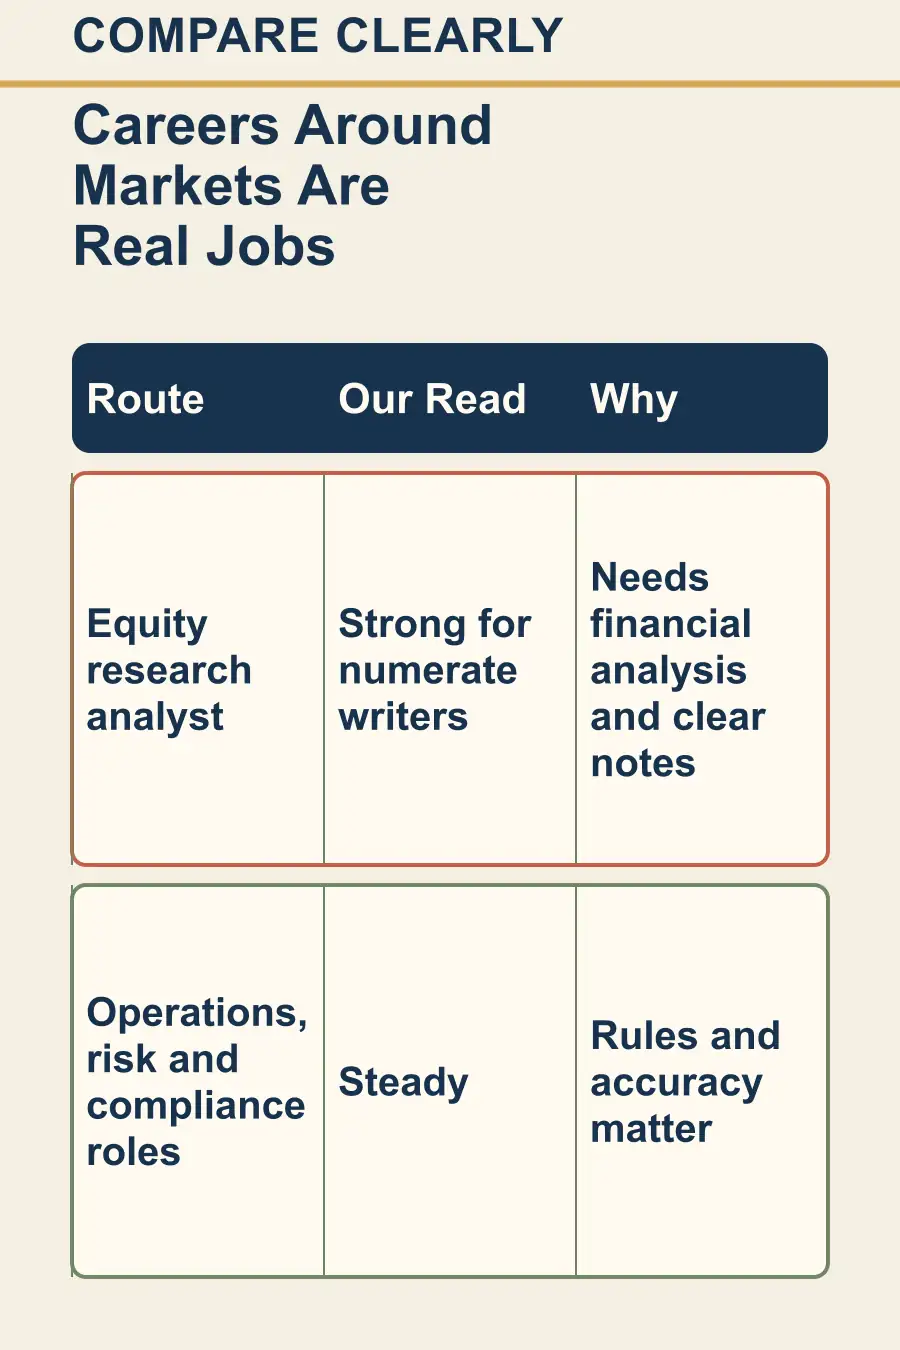 COMPARE CLEARLY
Careers Around
Markets Are
Real Jobs
Route
Our Read
Why
Equity
research
analyst
Strong for
numerate
writers
Needs
financial
analysis
and clear
notes
Operations,
risk and
compliance
roles
Steady
Rules and
accuracy
matter